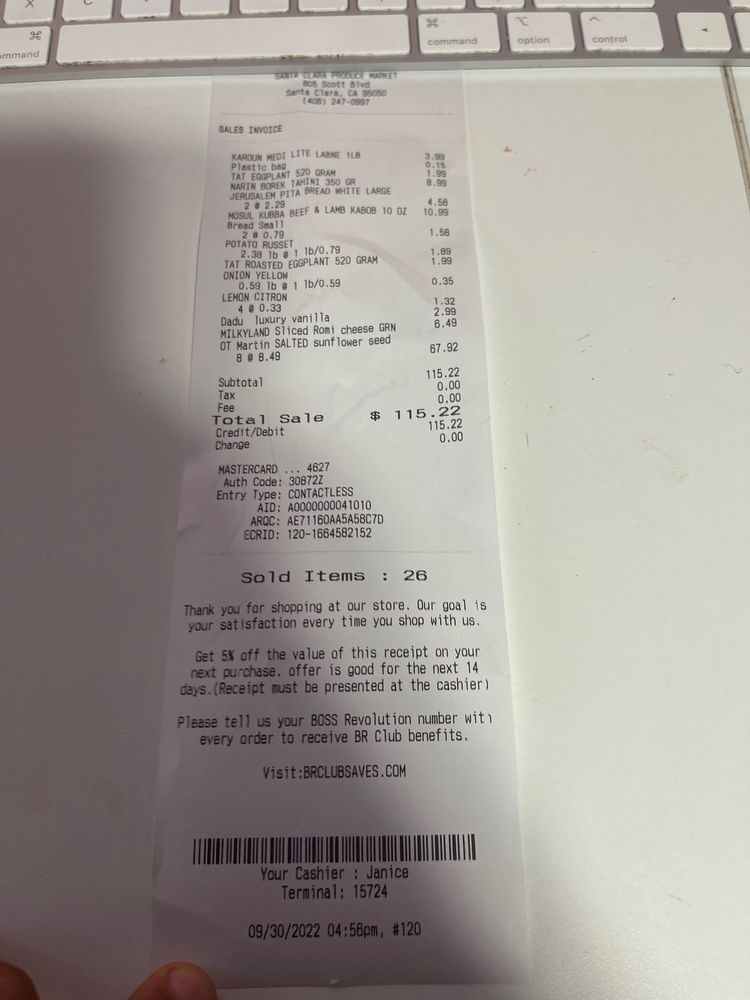 X
C
⌘
command
⌘
command
⌥
option
^
control
SANTA CLARA PRODUCE MARKET
805 Scott Blvd
Santa Clara, CA 95050
(408) 247-0997
SALES INVOICE
KAROUN MEDI LITE LABNE 1LB 3.99
Plastic bag 0.15
TAT EGGPLANT 520 GRAM 1.99
NARIN BOREK TAHINI 350 GR 8.99
JERUSALEM PITA BREAD WHITE LARGE
2 @ 2.29 4.58
MOSUL KUBBA BEEF & LAMB KABOB 10 OZ 10.99
Bread Small
2 @ 0.79 1.58
POTATO RUSSET
2.38 lb @ 1 lb/0.79 1.89
TAT ROASTED EGGPLANT 520 GRAM 1.99
ONION YELLOW
0.59 lb @ 1 lb/0.59 0.35
LEMON CITRON
4 @ 0.33 1.32
Dadu luxury vanilla 2.99
MILKYLAND Sliced Romi cheese GRN 6.49
OT Martin SALTED sunflower seed
8 @ 8.49 67.92
Subtotal 115.22
Tax 0.00
Fee 0.00
Total Sale $ 115.22
Credit/Debit 115.22
Change 0.00
MASTERCARD ... 4627
Auth Code: 30872Z
Entry Type: CONTACTLESS
AID: A0000000041010
ARQC: AE71160AA5A58C7D
ECRID: 120-1664582152
Sold Items : 26
Thank you for shopping at our store. Our goal is
your satisfaction every time you shop with us.
Get 5% off the value of this receipt on your
next purchase. offer is good for the next 14
days.(Receipt must be presented at the cashier)
Please tell us your BOSS Revolution number with
every order to receive BR Club benefits.
Visit:BRCLUBSAVES.COM
Your Cashier : Janice
Terminal: 15724
09/30/2022 04:56pm, #120